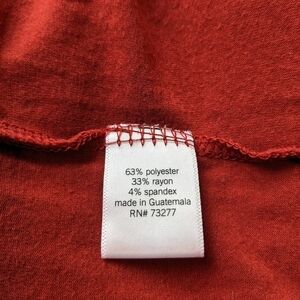 63% polyester
33% rayon
4% spandex
made in Guatemala
RN# 73277